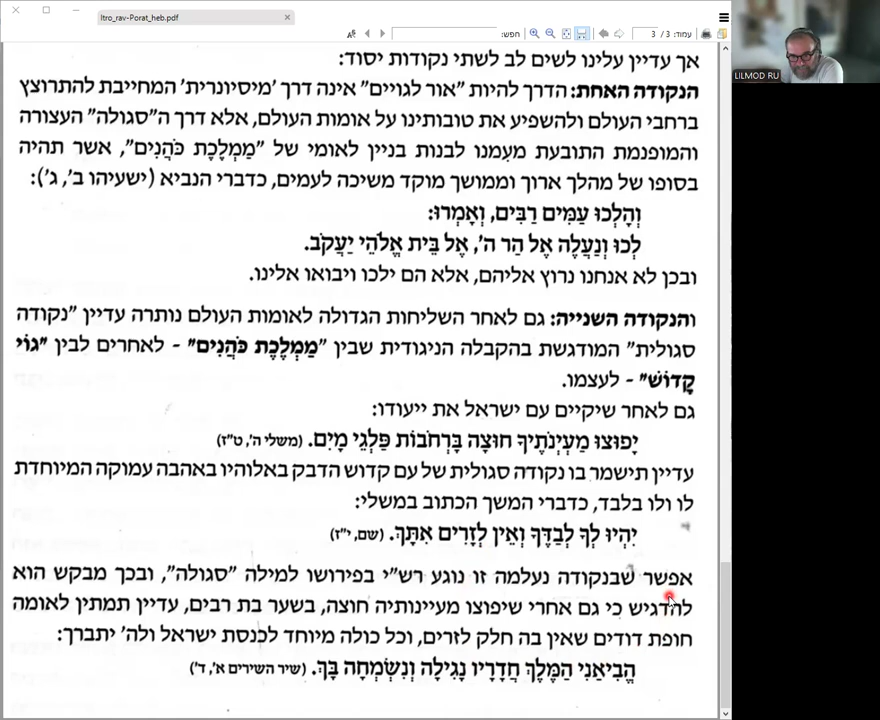 ltro_rav-Porat_heb.pdf
חפש:
עמוד: 3 / 3
LILMOD RU
אך עדיין עלינו לשים לב לשתי נקודות יסוד:
הנקודה האחת: הדרך להיות "אור לגויים" אינה דרך 'מיסיונרית' המחייבת להתרוצץ
ברחבי העולם ולהשפיע את טובותינו על אומות העולם, אלא דרך ה"סגולה" העצורה
והמופנמת התובעת מעִמנו לבנות בניין לאומי של "מַמְלֶכֶת כֹּהֲנִים", אשר תהיה
בסופו של מהלך ארוך וממושך מוקד משיכה לעמים, כדברי הנביא (ישעיהו ב', ג'):
וְהָלְכוּ עַמִּים רַבִּים, וְאָמְרוּ:
לְכוּ וְנַעֲלֶה אֶל הַר ה', אֶל בֵּית אֱלֹהֵי יַעֲקֹב.
ובכן לא אנחנו נרוץ אליהם, אלא הם ילכו ויבואו אלינו.
והנקודה השנייה: גם לאחר השליחות הגדולה לאומות העולם נותרה עדיין "נקודה
סגולית" המודגשת בהקבלה הניגודית שבין "מַמְלֶכֶת כֹּהֲנִים" - לאחרים לבין "גוֹי
קָדוֹשׁ" - לעצמו.
גם לאחר שיקיים עם ישראל את ייעודו:
יָפוּצוּ מַעְיְנֹתֶיךָ חוּצָה בָּרְחֹבוֹת פַּלְגֵי מָיִם. (משלי ה', ט"ז)
עדיין תישמר בו נקודה סגולית של עם קדוש הדבק באלוהיו באהבה עמוקה המיוחדת
לו ולו בלבד, כדברי המשך הכתוב במשלי:
יִהְיוּ לְךָ לְבַדֶּךָ וְאֵין לְזָרִים אִתָּךְ. (שם, י"ז)
אפשר שבנקודה נעלמה זו נוגע רש"י בפירושו למילה "סגולה", ובכך מבקש הוא
להדגיש כי גם אחרי שיפוצו מעיינותיה חוצה, בשער בת רבים, עדיין תמתין לאומה
חופת דודים שאין בה חלק לזרים, וכל כולה מיוחד לכנסת ישראל ולה' יתברך:
הֱבִיאַנִי הַמֶּלֶךְ חֲדָרָיו נָגִילָה וְנִשְׂמְחָה בָּךְ. (שיר השירים א', ד')